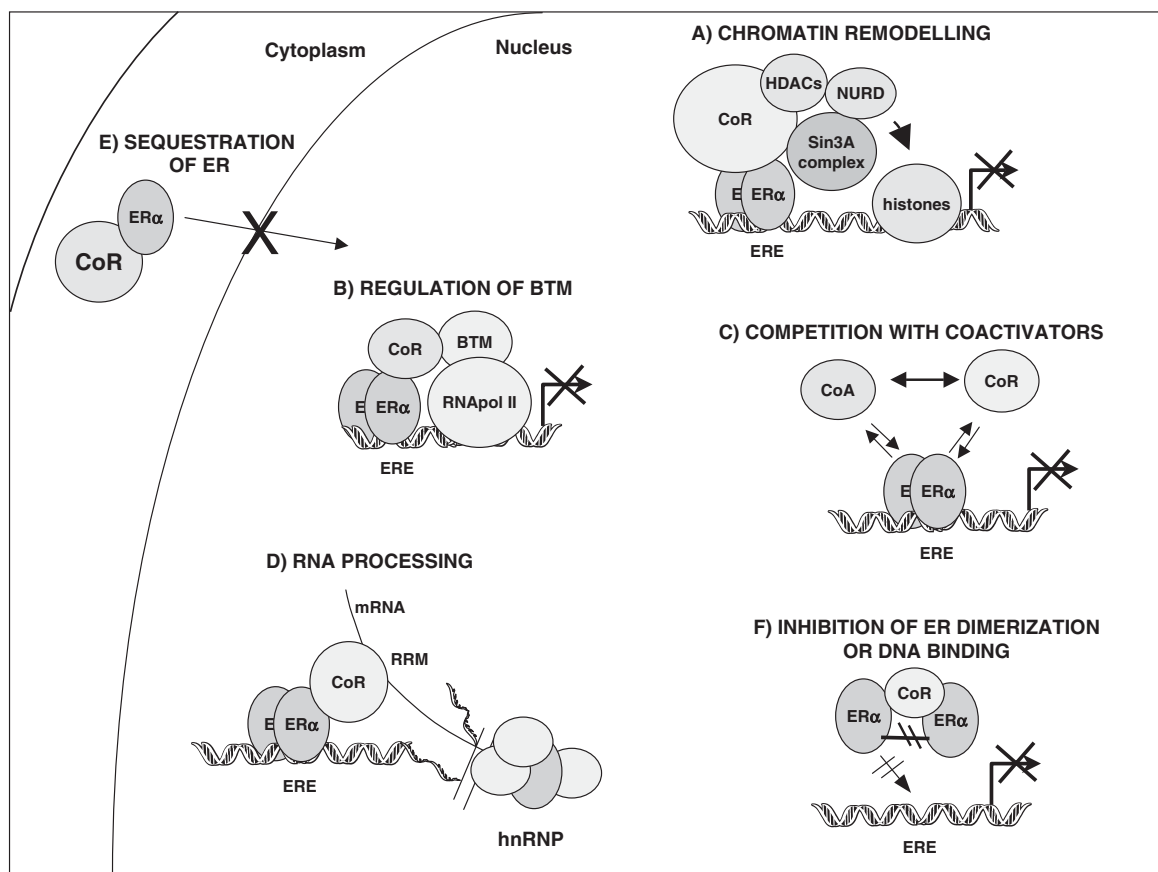 Cytoplasm
Nucleus
E) SEQUESTRATION
OF ER
ERα
CoR
X
A) CHROMATIN REMODELLING
HDACs
NURD
CoR
Sin3A
complex
E
ERα
histones
ERE
B) REGULATION OF BTM
CoR
BTM
E
ERα
RNApol II
ERE
C) COMPETITION WITH COACTIVATORS
CoA
CoR
E
ERα
ERE
D) RNA PROCESSING
mRNA
RRM
CoR
E
ERα
ERE
hnRNP
F) INHIBITION OF ER DIMERIZATION
OR DNA BINDING
CoR
ERα
ERα
ERE